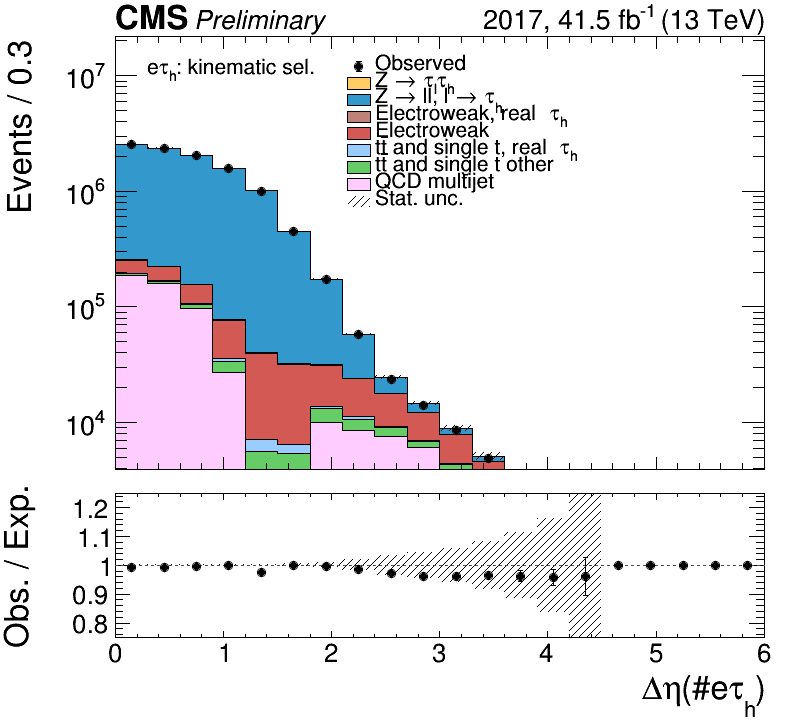 CMS Preliminary 2017, 41.5 fb⁻¹ (13 TeV)
Events / 0.3
eτₕ: kinematic sel.
Observed
Z → τₗτₕ
Z → ll, l → τₕ
Electroweak, real τₕ
Electroweak
tt̄ and single t, real τₕ
tt̄ and single t other
QCD multijet
Stat. unc.
10⁷
10⁶
10⁵
10⁴
Obs. / Exp.
1.2
1.1
1
0.9
0.8
0 1 2 3 4 5 6
Δη(#eτₕ)